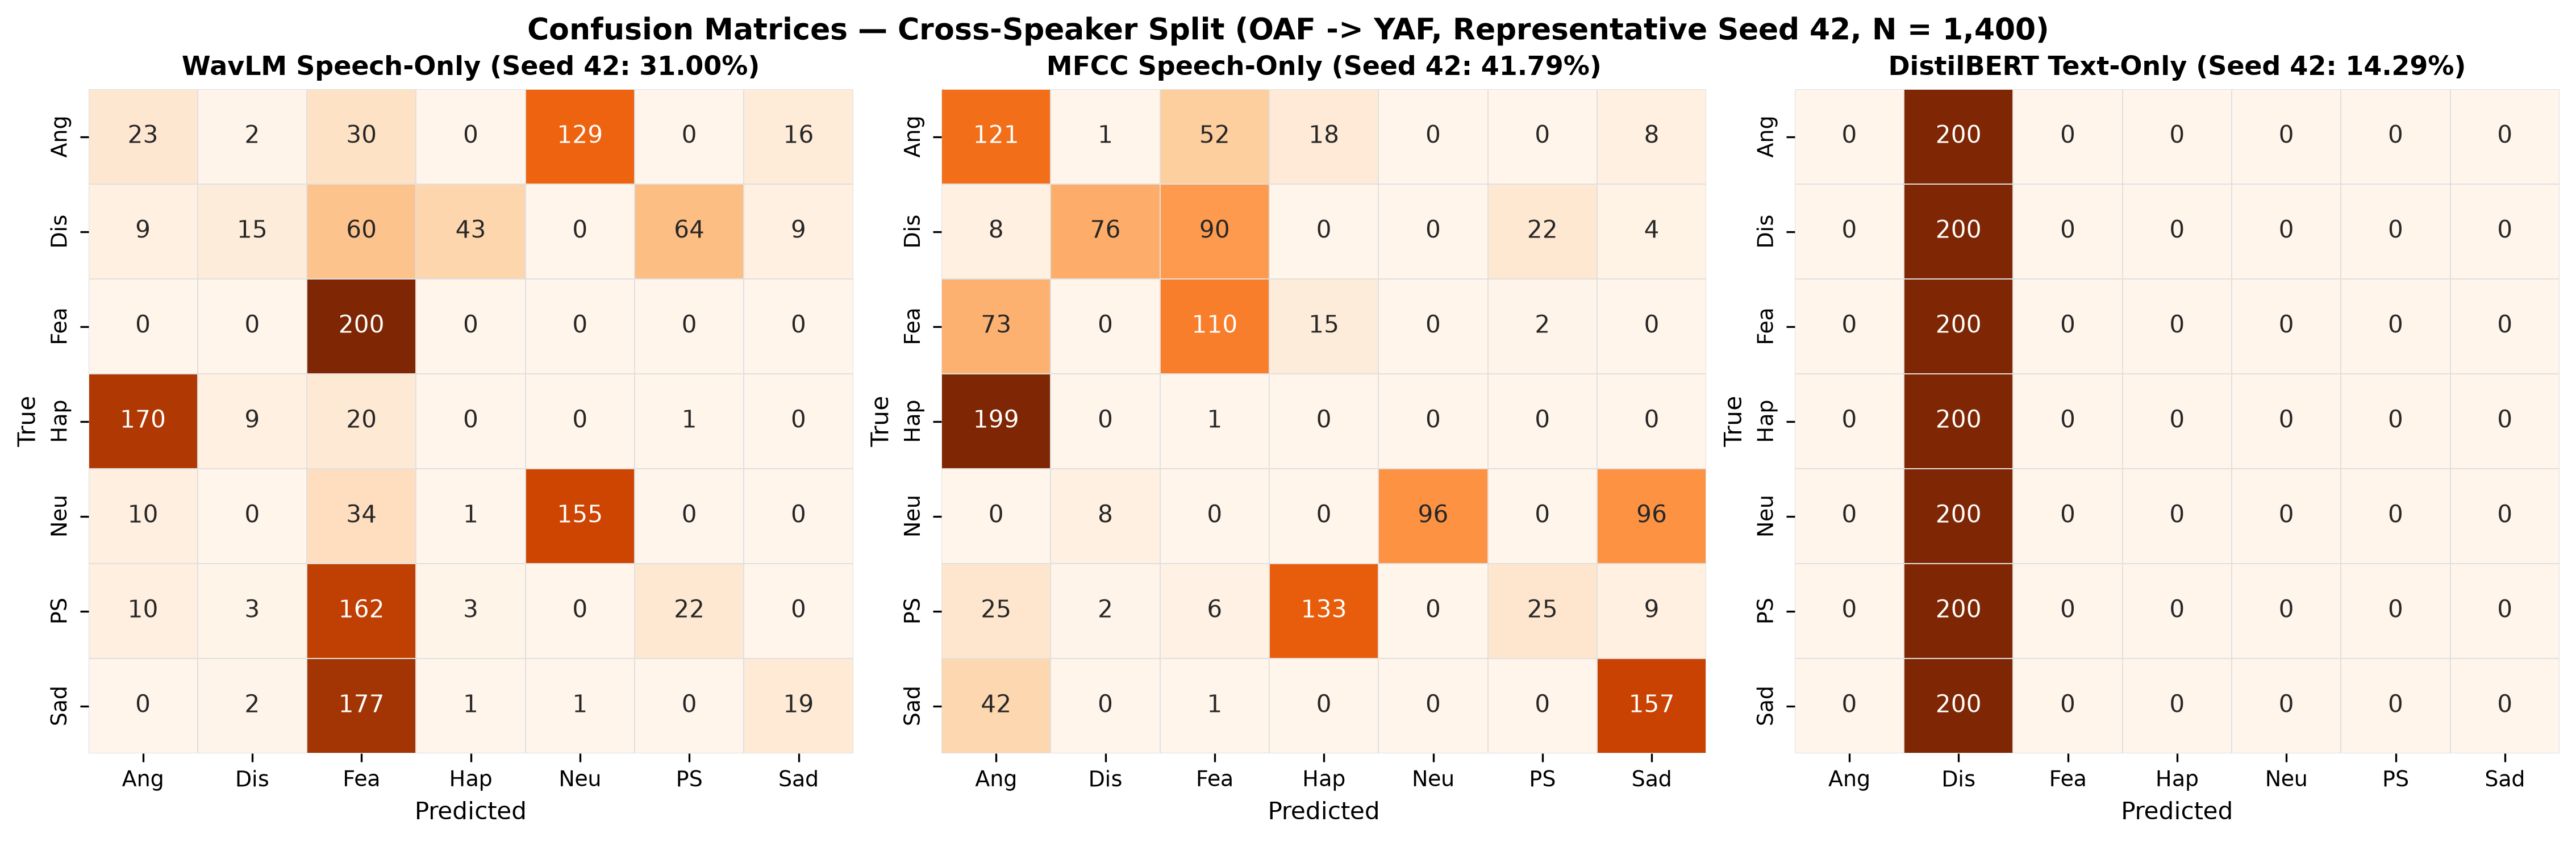 Confusion Matrices — Cross-Speaker Split (OAF -> YAF, Representative Seed 42, N = 1,400)
WavLM Speech-Only (Seed 42: 31.00%)
True
Ang 23 2 30 0 129 0 16
Dis 9 15 60 43 0 64 9
Fea 0 0 200 0 0 0 0
Hap 170 9 20 0 0 1 0
Neu 10 0 34 1 155 0 0
PS 10 3 162 3 0 22 0
Sad 0 2 177 1 1 0 19
Ang Dis Fea Hap Neu PS Sad
Predicted
MFCC Speech-Only (Seed 42: 41.79%)
True
Ang 121 1 52 18 0 0 8
Dis 8 76 90 0 0 22 4
Fea 73 0 110 15 0 2 0
Hap 199 0 1 0 0 0 0
Neu 0 8 0 0 96 0 96
PS 25 2 6 133 0 25 9
Sad 42 0 1 0 0 0 157
Ang Dis Fea Hap Neu PS Sad
Predicted
DistilBERT Text-Only (Seed 42: 14.29%)
True
Ang 0 200 0 0 0 0 0
Dis 0 200 0 0 0 0 0
Fea 0 200 0 0 0 0 0
Hap 0 200 0 0 0 0 0
Neu 0 200 0 0 0 0 0
PS 0 200 0 0 0 0 0
Sad 0 200 0 0 0 0 0
Ang Dis Fea Hap Neu PS Sad
Predicted